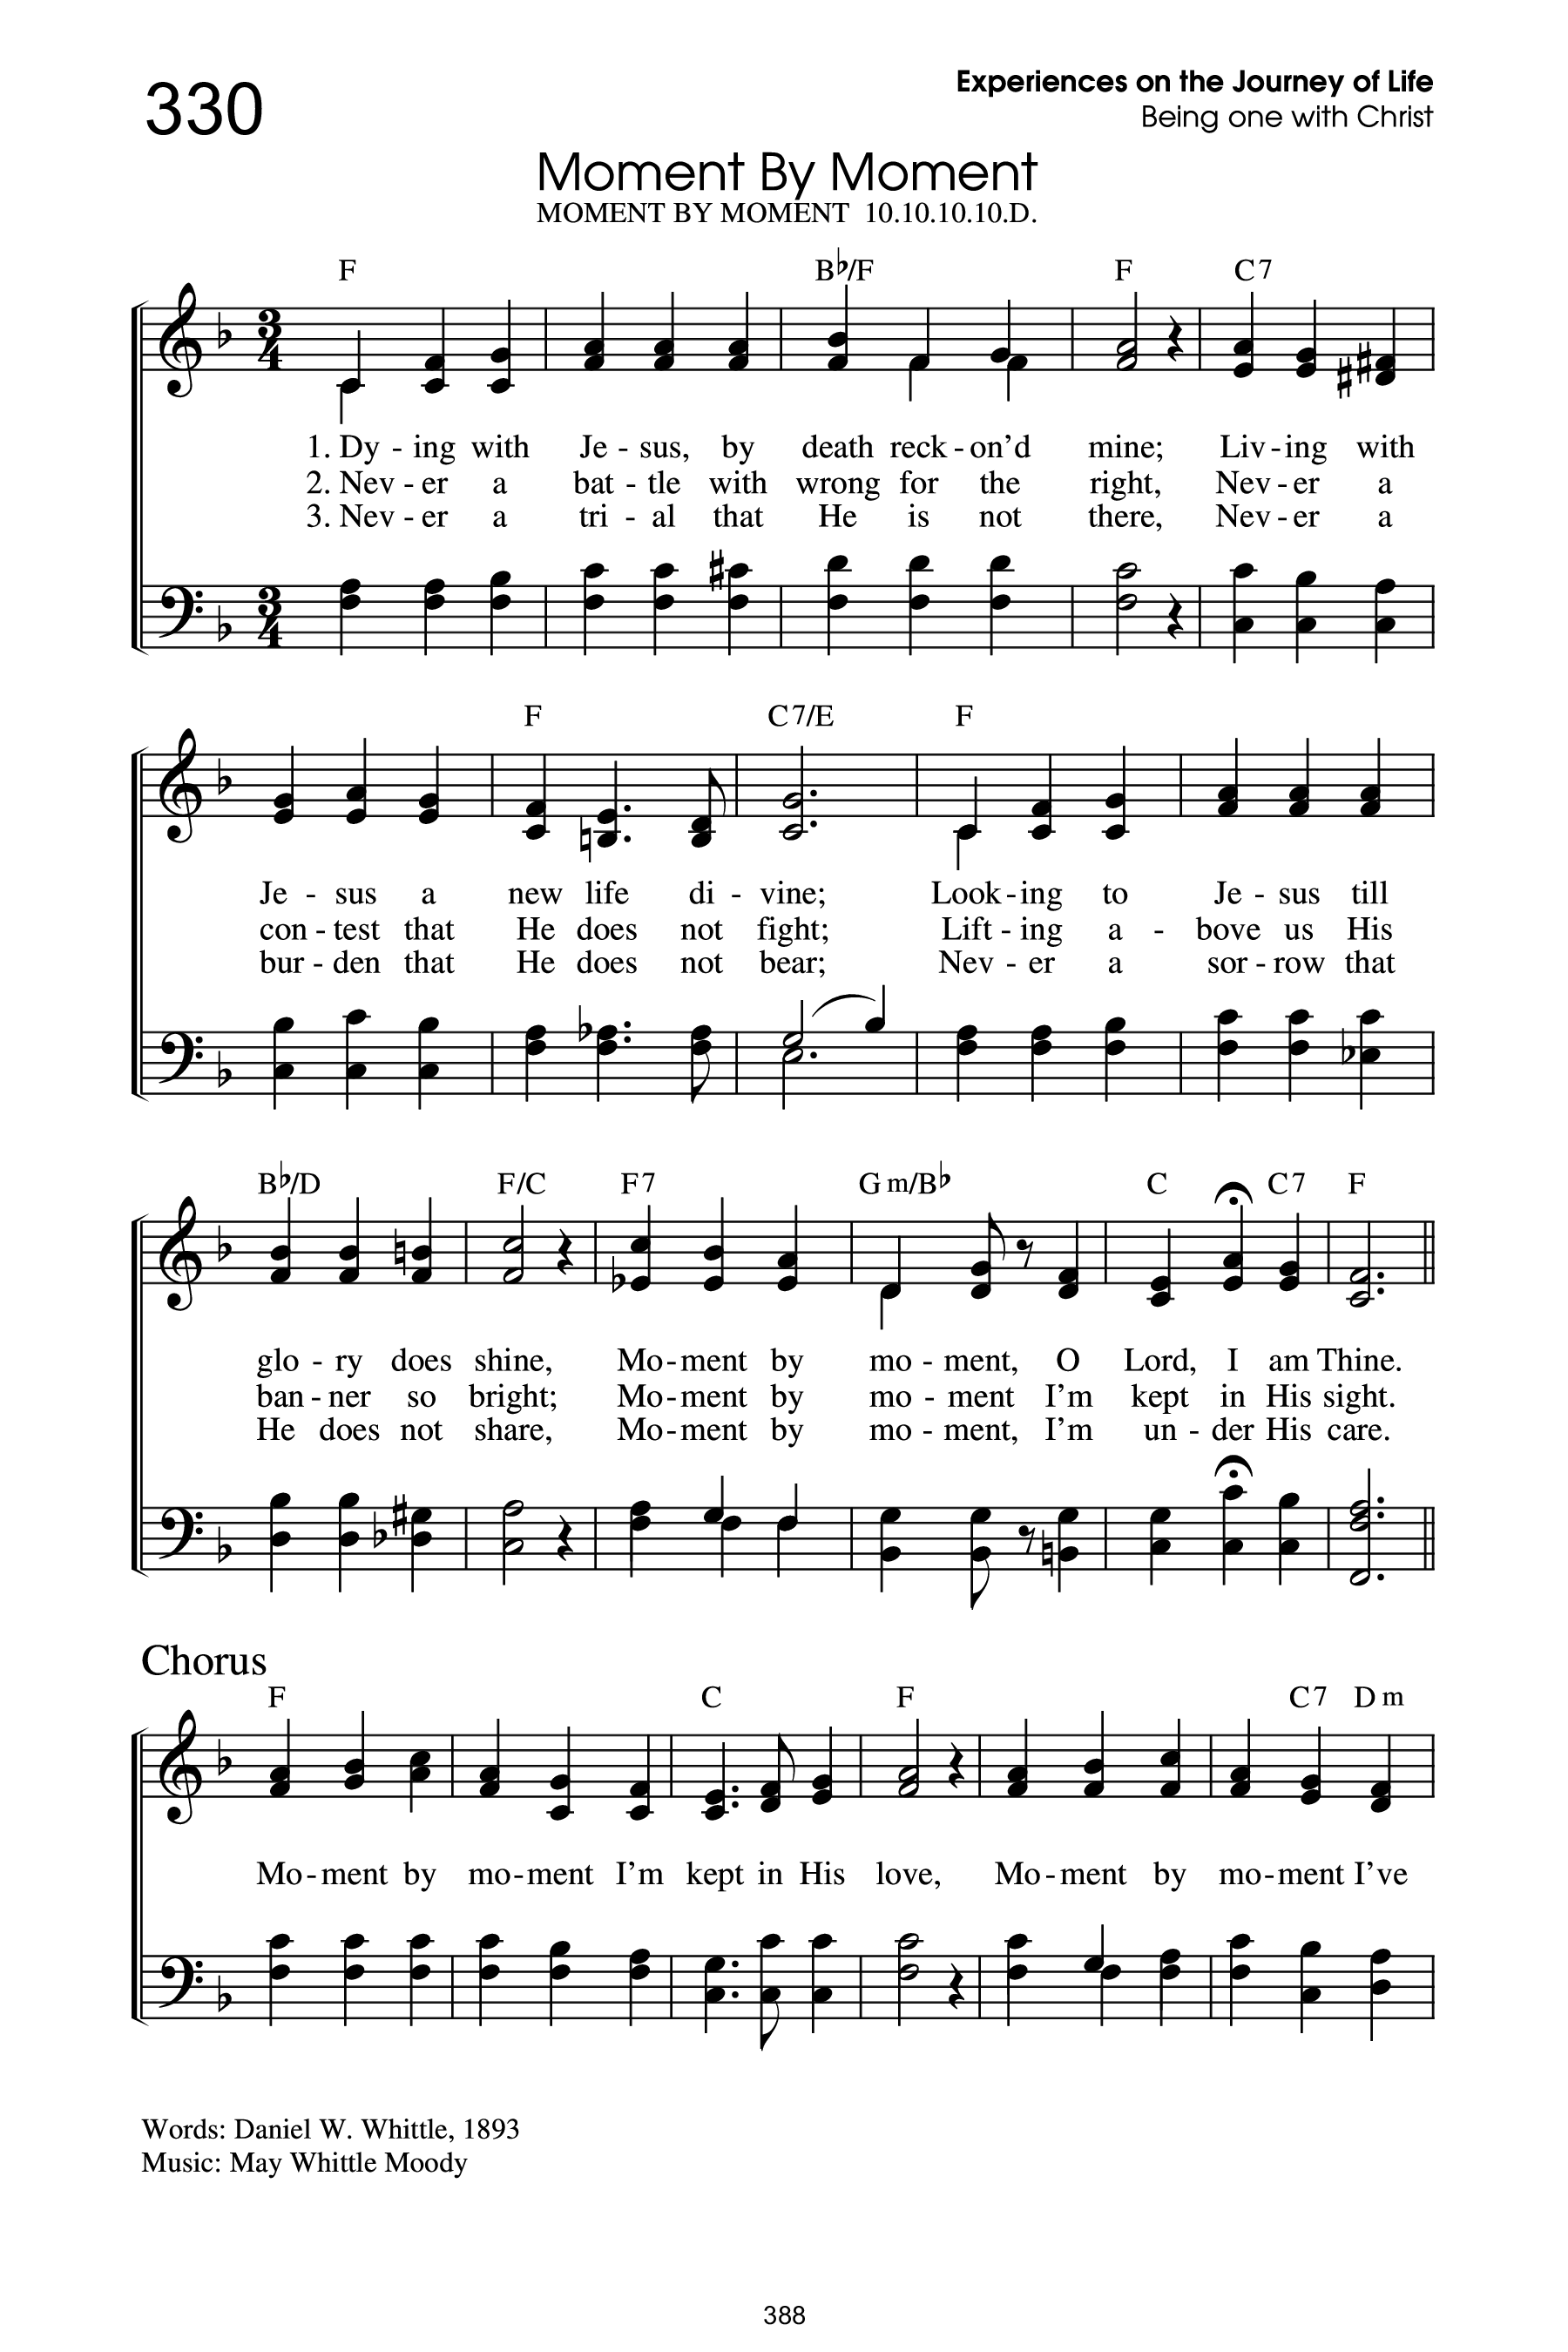 330
Experiences on the Journey of Life
Being one with Christ
Moment By Moment
MOMENT BY MOMENT 10.10.10.10.D.
F B♭/F F C7
1. Dy - ing with Je - sus, by death reck - on’d mine; Liv - ing with
2. Nev - er a bat - tle with wrong for the right, Nev - er a
3. Nev - er a tri - al that He is not there, Nev - er a
F C7/E F
Je - sus a new life di - vine; Look - ing to Je - sus till
con - test that He does not fight; Lift - ing a - bove us His
bur - den that He does not bear; Nev - er a sor - row that
B♭/D F/C F7 Gm/B♭ C C7 F
glo - ry does shine, Mo - ment by mo - ment, O Lord, I am Thine.
ban - ner so bright; Mo - ment by mo - ment I’m kept in His sight.
He does not share, Mo - ment by mo - ment, I’m un - der His care.
Chorus
F C F C7 Dm
Mo - ment by mo - ment I’m kept in His love, Mo - ment by mo - ment I’ve
Words: Daniel W. Whittle, 1893
Music: May Whittle Moody
388